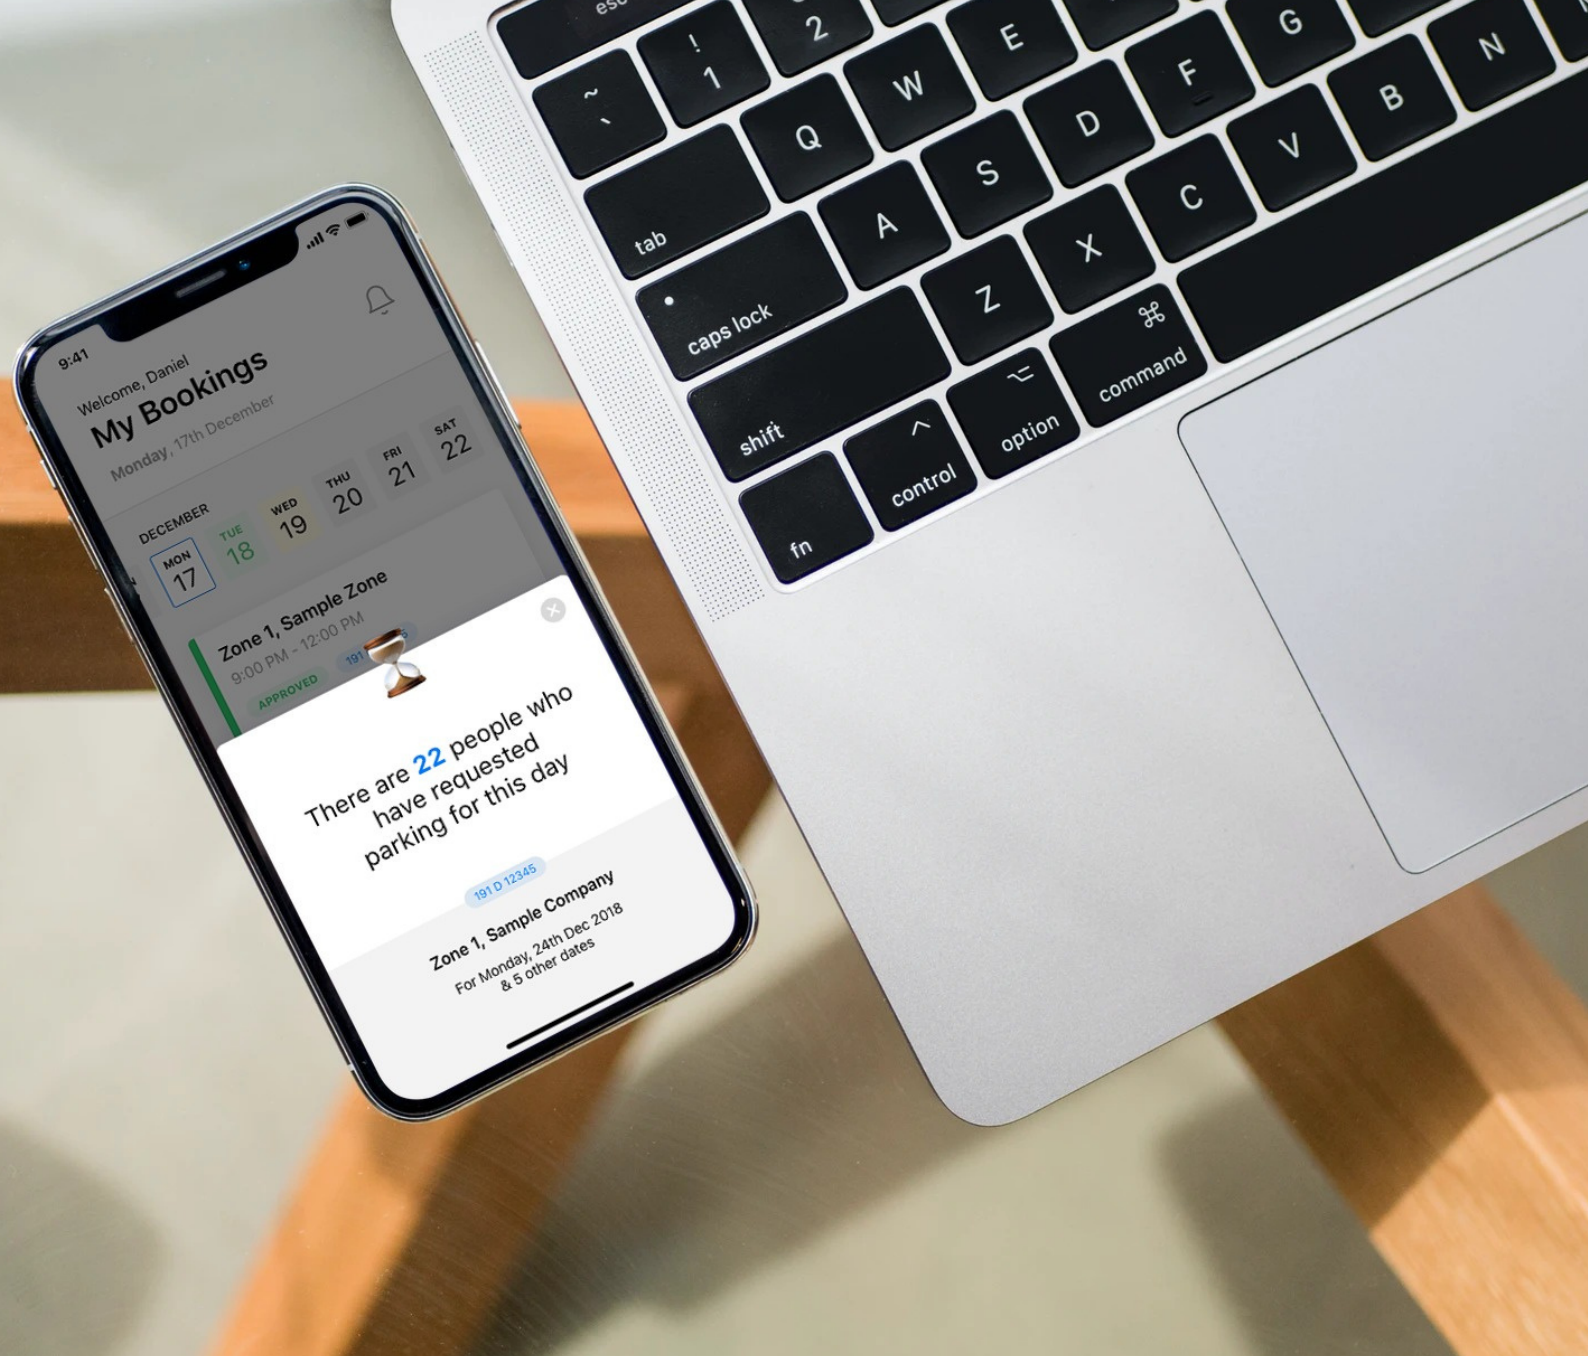 9:41
Welcome, Daniel
My Bookings
Monday, 17th December
DECEMBER
MON TUE WED THU FRI SAT
17 18 19 20 21 22
Zone 1, Sample Zone
9:00 PM - 12:00 PM
APPROVED 191
There are 22 people who
have requested
parking for this day
191 D 12345
Zone 1, Sample Company
For Monday, 24th Dec 2018
& 5 other dates
esc
~ ! 1 2
` 
tab Q W E
caps lock A S D F G
shift Z X C V B N
fn control ^ option ⌥ command ⌘